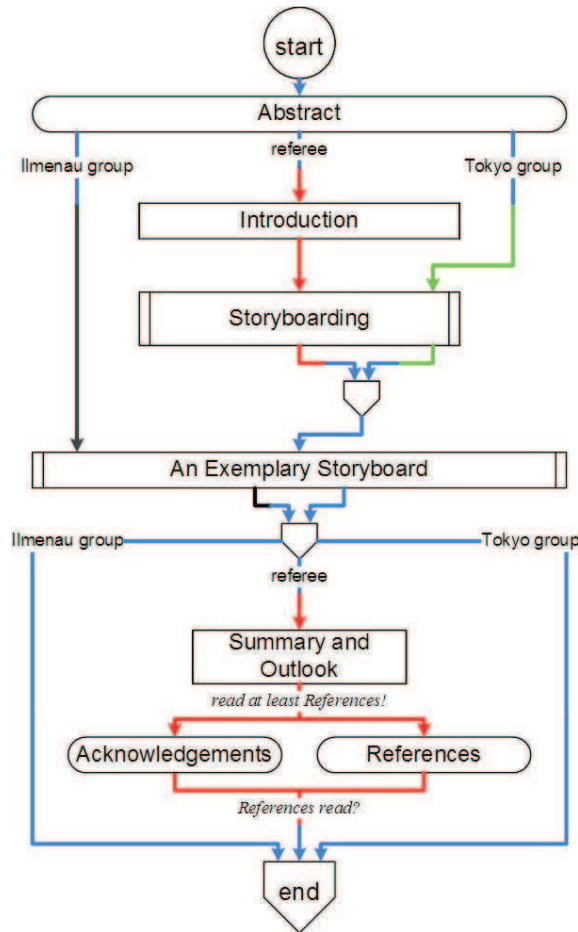 start
Abstract
Ilmenau group
referee
Tokyo group
Introduction
Storyboarding
An Exemplary Storyboard
Ilmenau group
Tokyo group
referee
Summary and
Outlook
read at least References!
Acknowledgements
References
References read?
end